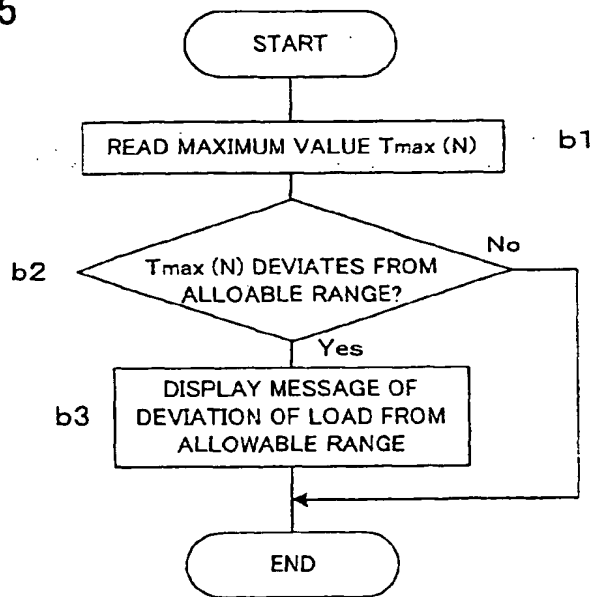 5
START
READ MAXIMUM VALUE Tmax (N)
b1
b2
No
Tmax (N) DEVIATES FROM
ALLOABLE RANGE?
Yes
b3
DISPLAY MESSAGE OF
DEVIATION OF LOAD FROM
ALLOWABLE RANGE
END